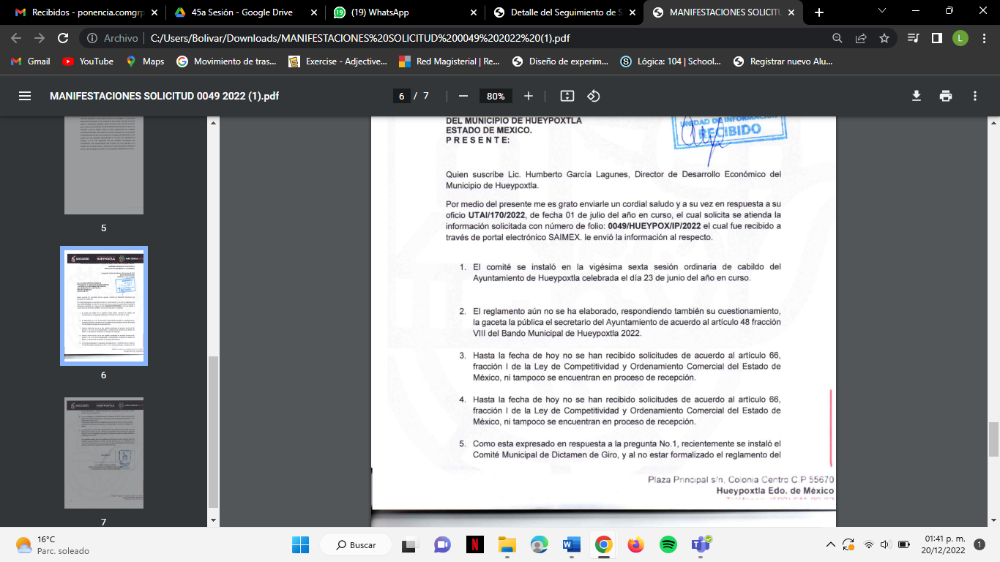 Recibidos - ponencia.comgrp
45a Sesión - Google Drive
(19) WhatsApp
Detalle del Seguimiento de S
MANIFESTACIONES SOLICITU
Archivo
C:/Users/Bolivar/Downloads/MANIFESTACIONES%20SOLICITUD%200049%202022%20(1).pdf
L
Gmail
YouTube
Maps
Movimiento de tras...
Exercise - Adjective...
Red Magisterial | Re...
Diseño de experim...
Lógica: 104 | School...
Registrar nuevo Alu...
MANIFESTACIONES SOLICITUD 0049 2022 (1).pdf
6 / 7
80%
5
6
7
DEL MUNICIPIO DE HUEYPOXTLA
ESTADO DE MEXICO.
P R E S E N T E:
UNIDAD DE INFORMACIÓN
RECIBIDO
Quien suscribe Lic. Humberto García Lagunes, Director de Desarrollo Económico del
Municipio de Hueypoxtla.
Por medio del presente me es grato enviarle un cordial saludo y a su vez en respuesta a su
oficio UTAI/170/2022, de fecha 01 de julio del año en curso, el cual solicita se atienda la
información solicitada con número de folio: 0049/HUEYPOX/IP/2022 el cual fue recibido a
través de portal electrónico SAIMEX. le envió la información al respecto.
1. El comité se instaló en la vigésima sexta sesión ordinaria de cabildo del
Ayuntamiento de Hueypoxtla celebrada el día 23 de junio del año en curso.
2. El reglamento aún no se ha elaborado, respondiendo también su cuestionamiento,
la gaceta la pública el secretario del Ayuntamiento de acuerdo al artículo 48 fracción
VIII del Bando Municipal de Hueypoxtla 2022.
3. Hasta la fecha de hoy no se han recibido solicitudes de acuerdo al artículo 66,
fracción I de la Ley de Competitividad y Ordenamiento Comercial del Estado de
México, ni tampoco se encuentran en proceso de recepción.
4. Hasta la fecha de hoy no se han recibido solicitudes de acuerdo al artículo 66,
fracción I de la Ley de Competitividad y Ordenamiento Comercial del Estado de
México, ni tampoco se encuentran en proceso de recepción.
5. Como esta expresado en respuesta a la pregunta No.1, recientemente se instaló el
Comité Municipal de Dictamen de Giro, y al no estar formalizado el reglamento del
Plaza Principal s/n, Colonia Centro C.P 55670
Hueypoxtla Edo. de México
16°C
Parc. soleado
Buscar
01:41 p. m.
20/12/2022
1